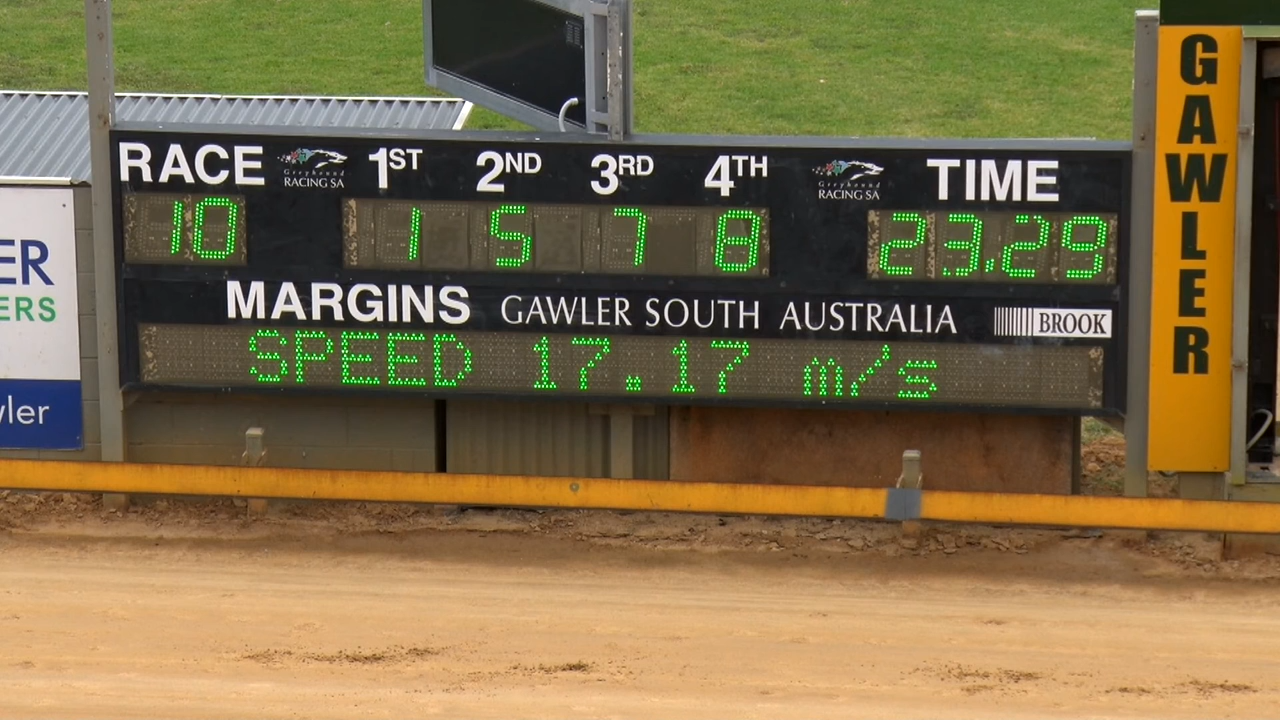 RACE Greyhound RACING SA 1ST 2ND 3RD 4TH Greyhound RACING SA TIME
10 1 5 7 8 23.29
MARGINS GAWLER SOUTH AUSTRALIA BROOK
SPEED 17.17 m/s
GAWLER
ER
ERS
wler